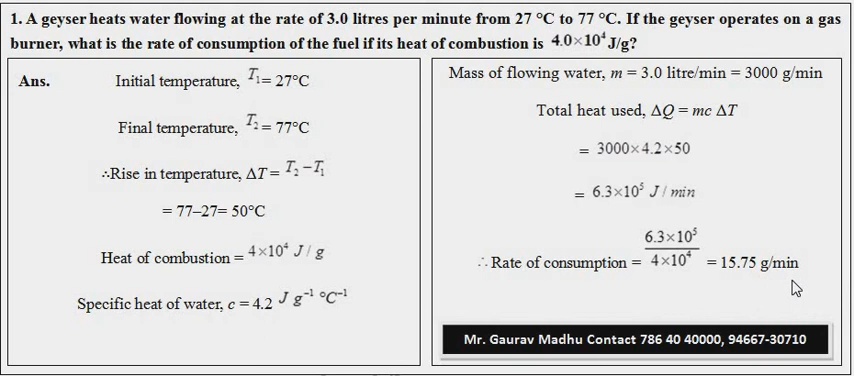 1. A geyser heats water flowing at the rate of 3.0 litres per minute from 27 °C to 77 °C. If the geyser operates on a gas
burner, what is the rate of consumption of the fuel if its heat of combustion is 4.0×10⁴ J/g?
Ans. Initial temperature, T₁= 27°C
Final temperature, T₂= 77°C
∴Rise in temperature, ΔT= T₂ −T₁
= 77–27= 50°C
Heat of combustion = 4×10⁴ J / g
Specific heat of water, c = 4.2 J g⁻¹ °C⁻¹
Mass of flowing water, m = 3.0 litre/min = 3000 g/min
Total heat used, ΔQ = mc ΔT
= 3000×4.2×50
= 6.3×10⁵ J / min
∴ Rate of consumption = 6.3×10⁵ / 4×10⁴ = 15.75 g/min
Mr. Gaurav Madhu Contact 786 40 40000, 94667-30710